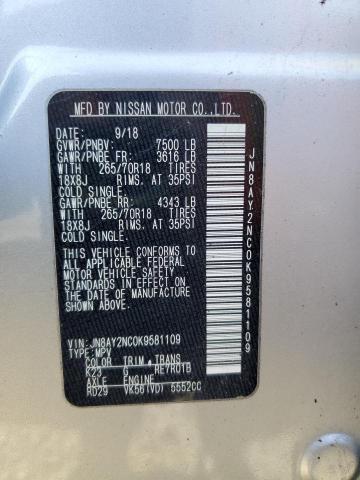 MFD BY NISSAN MOTOR CO.,LTD.
DATE: 9/18
GVWR/PNBV: 7500 LB
GAWR/PNBE FR: 3616 LB
WITH 265/70R18 TIRES
18X8J RIMS, AT 35PSI
COLD SINGLE
GAWR/PNBE RR: 4343 LB
WITH 265/70R18 TIRES
18X8J RIMS, AT 35PSI
COLD SINGLE
THIS VEHICLE CONFORMS TO
ALL APPLICABLE FEDERAL
MOTOR VEHICLE SAFETY
STANDARDS IN EFFECT ON
THE DATE OF MANUFACTURE
SHOWN ABOVE.
VIN: JN8AY2NC0K9581109
TYPE: MPV
COLOR TRIM TRANS
K23 G RE7R01B
AXLE ENGINE
RD29 VK56(VD) 5552CC
JN8AY2NC0K9581109